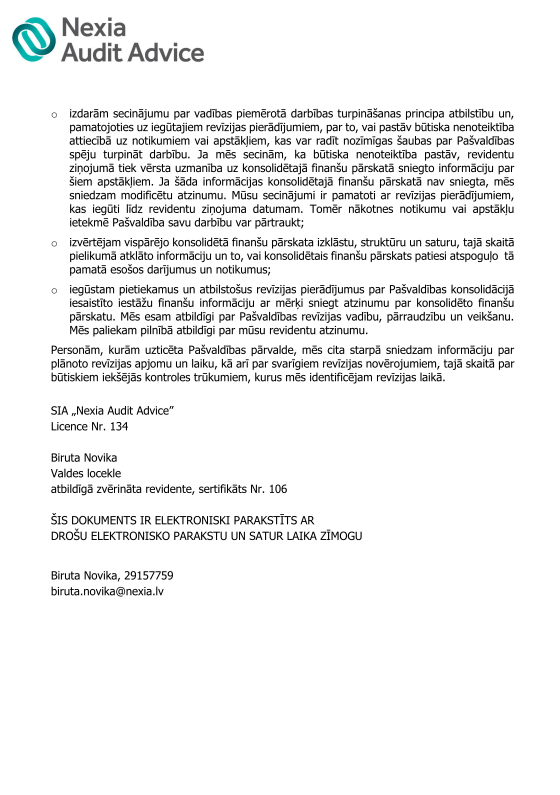 Nexia
Audit Advice
o izdarām secinājumu par vadības piemērotā darbības turpināšanas principa atbilstību un,
pamatojoties uz iegūtajiem revīzijas pierādījumiem, par to, vai pastāv būtiska nenoteiktība
attiecībā uz notikumiem vai apstākļiem, kas var radīt nozīmīgas šaubas par Pašvaldības
spēju turpināt darbību. Ja mēs secinām, ka būtiska nenoteiktība pastāv, revidentu
ziņojumā tiek vērsta uzmanība uz konsolidētajā finanšu pārskatā sniegto informāciju par
šiem apstākļiem. Ja šāda informācijas konsolidētajā finanšu pārskatā nav sniegta, mēs
sniedzam modificētu atzinumu. Mūsu secinājumi ir pamatoti ar revīzijas pierādījumiem,
kas iegūti līdz revidentu ziņojuma datumam. Tomēr nākotnes notikumu vai apstākļu
ietekmē Pašvaldība savu darbību var pārtraukt;
o izvērtējam vispārējo konsolidētā finanšu pārskata izklāstu, struktūru un saturu, tajā skaitā
pielikumā atklāto informāciju un to, vai konsolidētais finanšu pārskats patiesi atspoguļo tā
pamatā esošos darījumus un notikumus;
o iegūstam pietiekamus un atbilstošus revīzijas pierādījumus par Pašvaldības konsolidācijā
iesaistīto iestāžu finanšu informāciju ar mērķi sniegt atzinumu par konsolidēto finanšu
pārskatu. Mēs esam atbildīgi par Pašvaldības revīzijas vadību, pārraudzību un veikšanu.
Mēs paliekam pilnībā atbildīgi par mūsu revidentu atzinumu.
Personām, kurām uzticēta Pašvaldības pārvalde, mēs cita starpā sniedzam informāciju par
plānoto revīzijas apjomu un laiku, kā arī par svarīgiem revīzijas novērojumiem, tajā skaitā par
būtiskiem iekšējās kontroles trūkumiem, kurus mēs identificējam revīzijas laikā.
SIA „Nexia Audit Advice”
Licence Nr. 134
Biruta Novika
Valdes locekle
atbildīgā zvērināta revidente, sertifikāts Nr. 106
ŠIS DOKUMENTS IR ELEKTRONISKI PARAKSTĪTS AR
DROŠU ELEKTRONISKO PARAKSTU UN SATUR LAIKA ZĪMOGU
Biruta Novika, 29157759
biruta.novika@nexia.lv